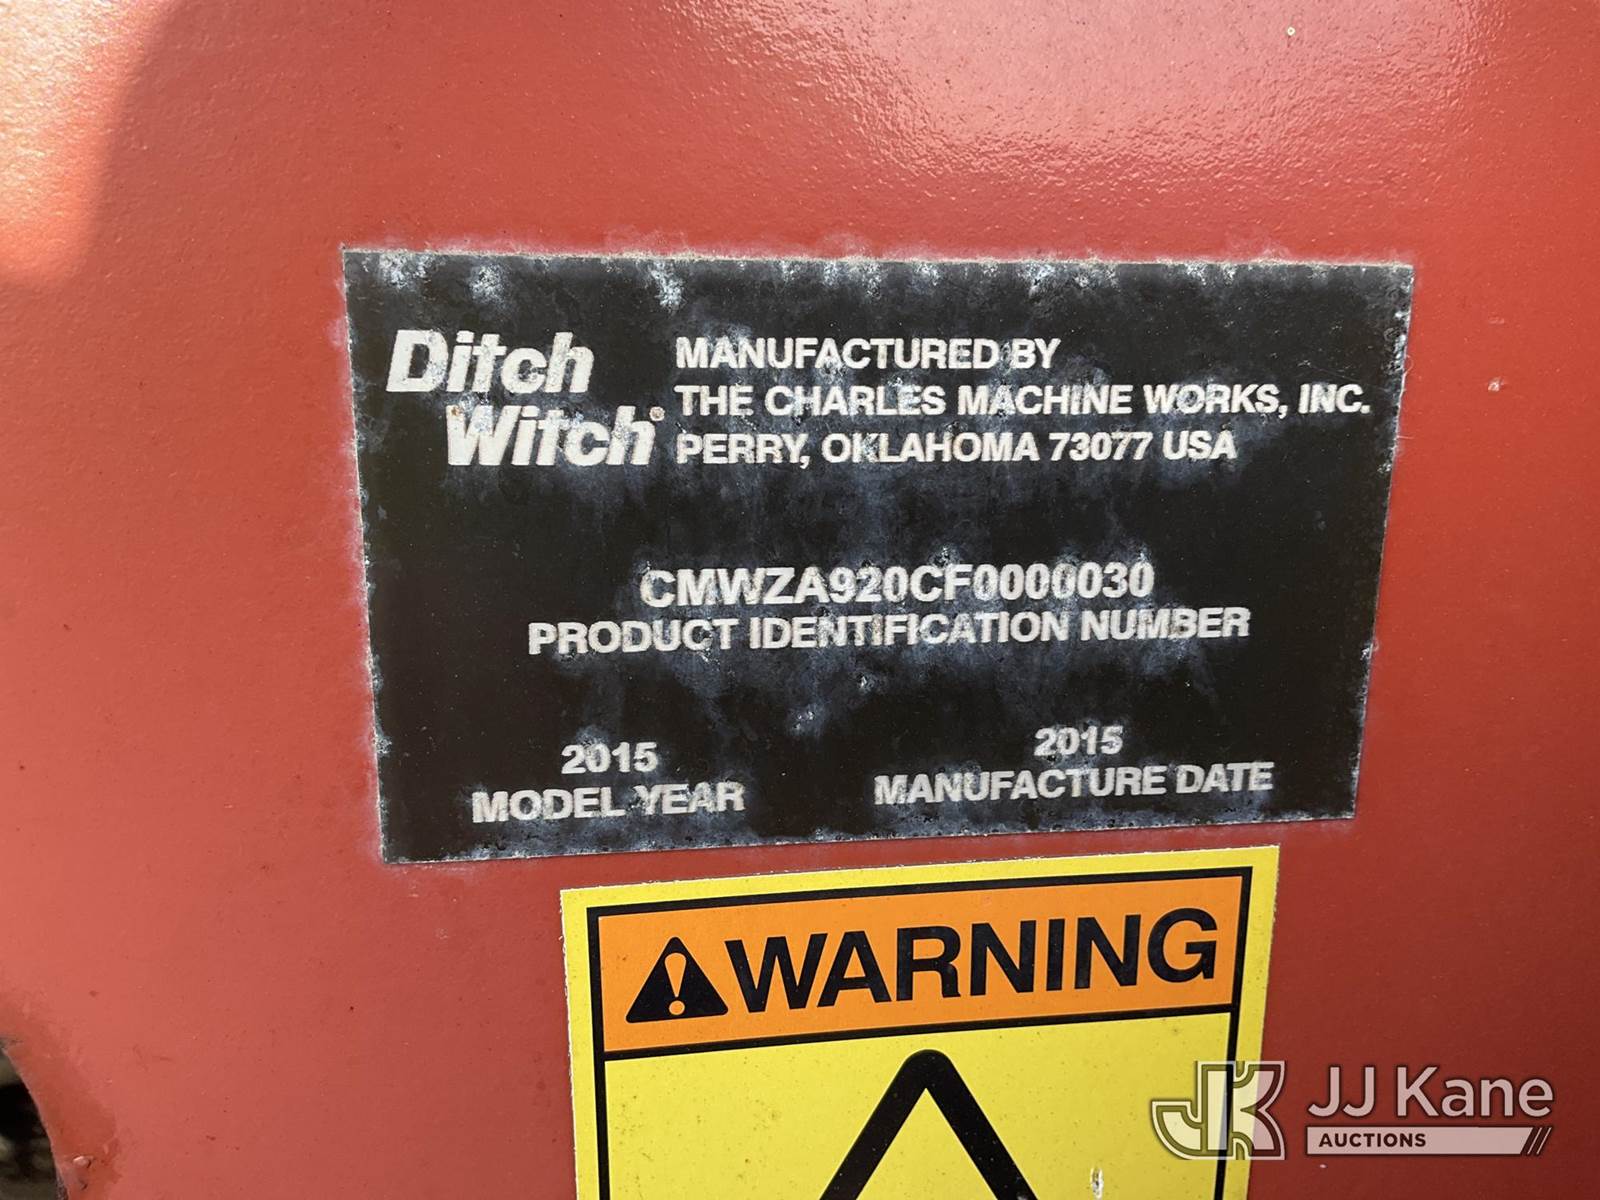 Ditch
Witch®
MANUFACTURED BY
THE CHARLES MACHINE WORKS, INC.
PERRY, OKLAHOMA 73077 USA
CMWZA920CF0000030
PRODUCT IDENTIFICATION NUMBER
2015
MODEL YEAR
2015
MANUFACTURE DATE
WARNING
JK
JJ Kane
AUCTIONS